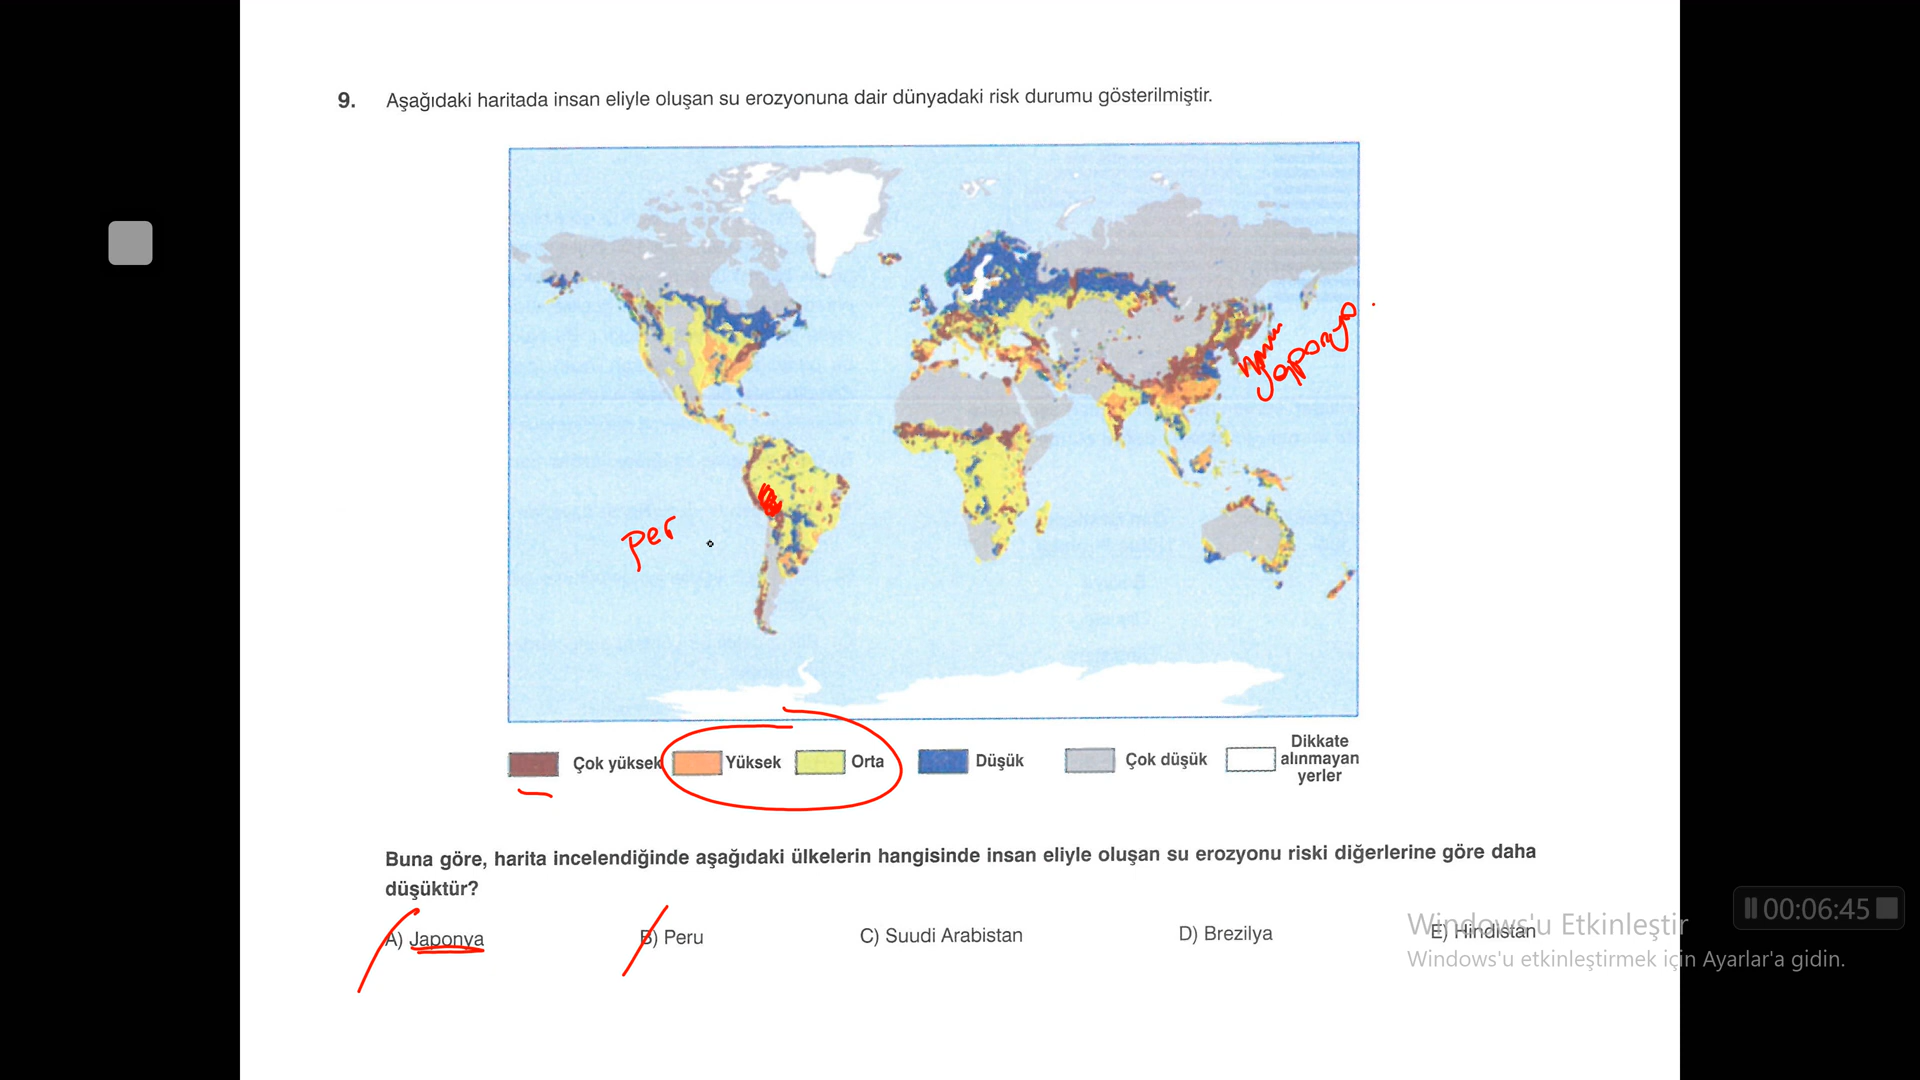 9. Aşağıdaki haritada insan eliyle oluşan su erozyonuna dair dünyadaki risk durumu gösterilmiştir.
Japonya
per
Çok yüksek
Yüksek
Orta
Düşük
Çok düşük
Dikkate
alınmayan
yerler
Buna göre, harita incelendiğinde aşağıdaki ülkelerin hangisinde insan eliyle oluşan su erozyonu riski diğerlerine göre daha
düşüktür?
A) Japonya B) Peru C) Suudi Arabistan D) Brezilya E) Hindistan
Windows'u Etkinleştir
Windows'u etkinleştirmek için Ayarlar'a gidin.
00:06:45